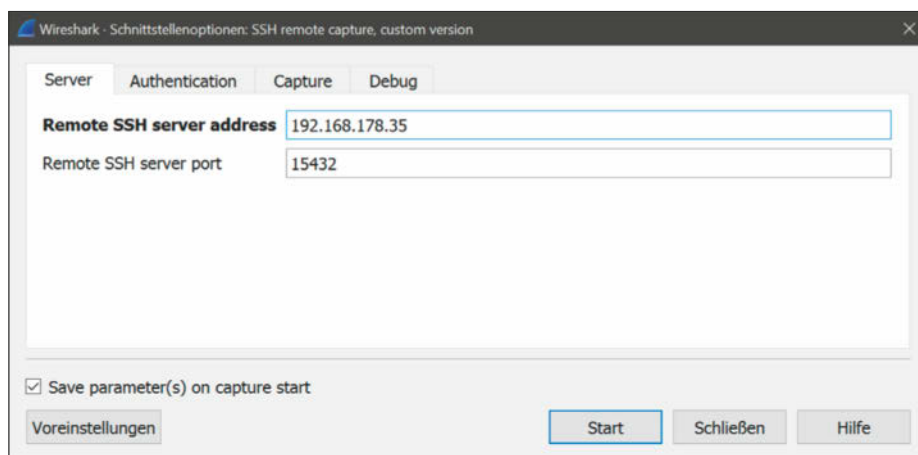 Wireshark · Schnittstellenoptionen: SSH remote capture, custom version
Server Authentication Capture Debug
Remote SSH server address 192.168.178.35
Remote SSH server port 15432
Save parameter(s) on capture start
Voreinstellungen Start Schließen Hilfe